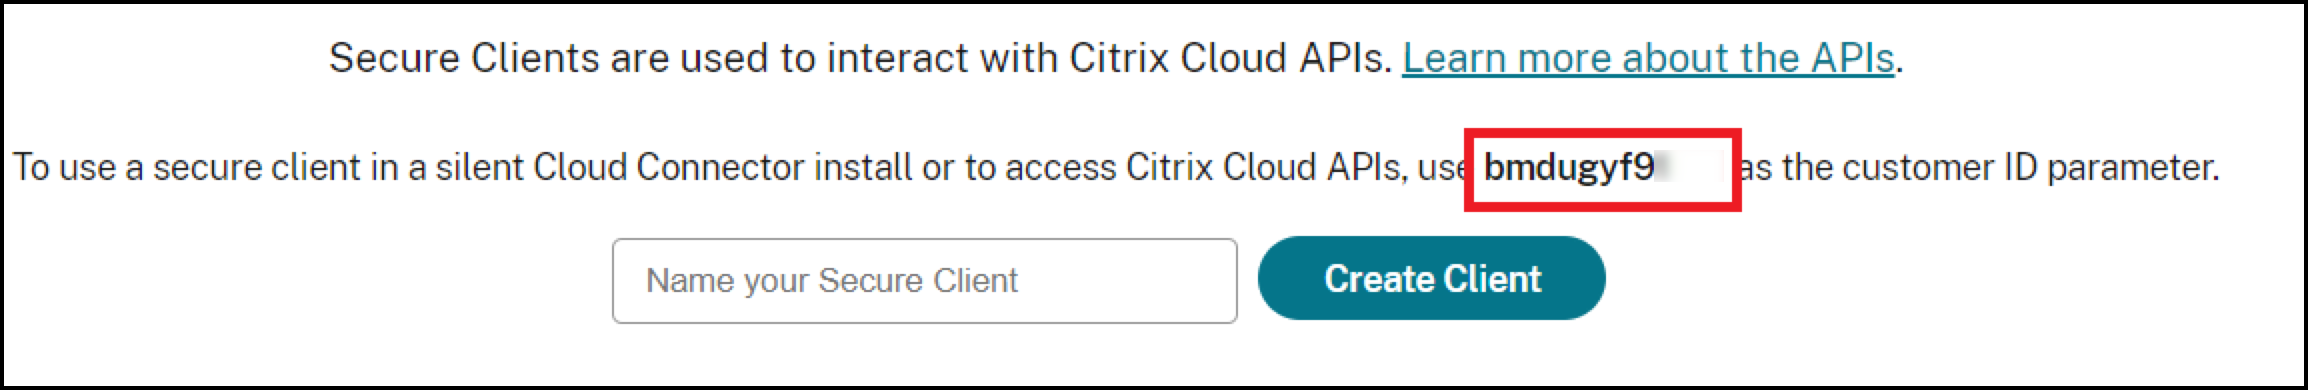 Secure Clients are used to interact with Citrix Cloud APIs. Learn more about the APIs.
To use a secure client in a silent Cloud Connector install or to access Citrix Cloud APIs, use bmdugyf9 as the customer ID parameter.
Name your Secure Client Create Client